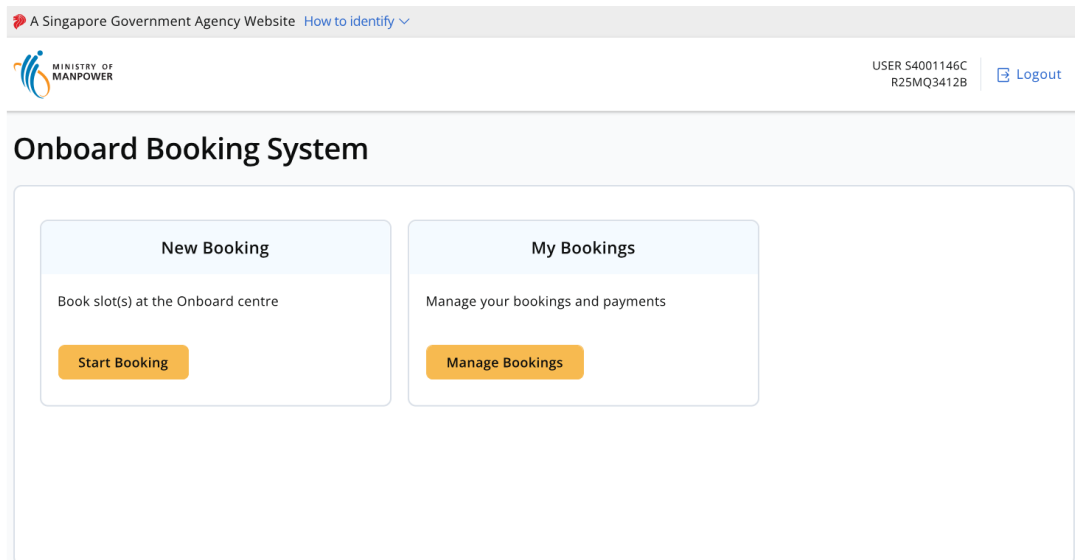 A Singapore Government Agency Website How to identify
MINISTRY OF
MANPOWER
USER S4001146C
R25MQ3412B
Logout
Onboard Booking System
New Booking
Book slot(s) at the Onboard centre
Start Booking
My Bookings
Manage your bookings and payments
Manage Bookings